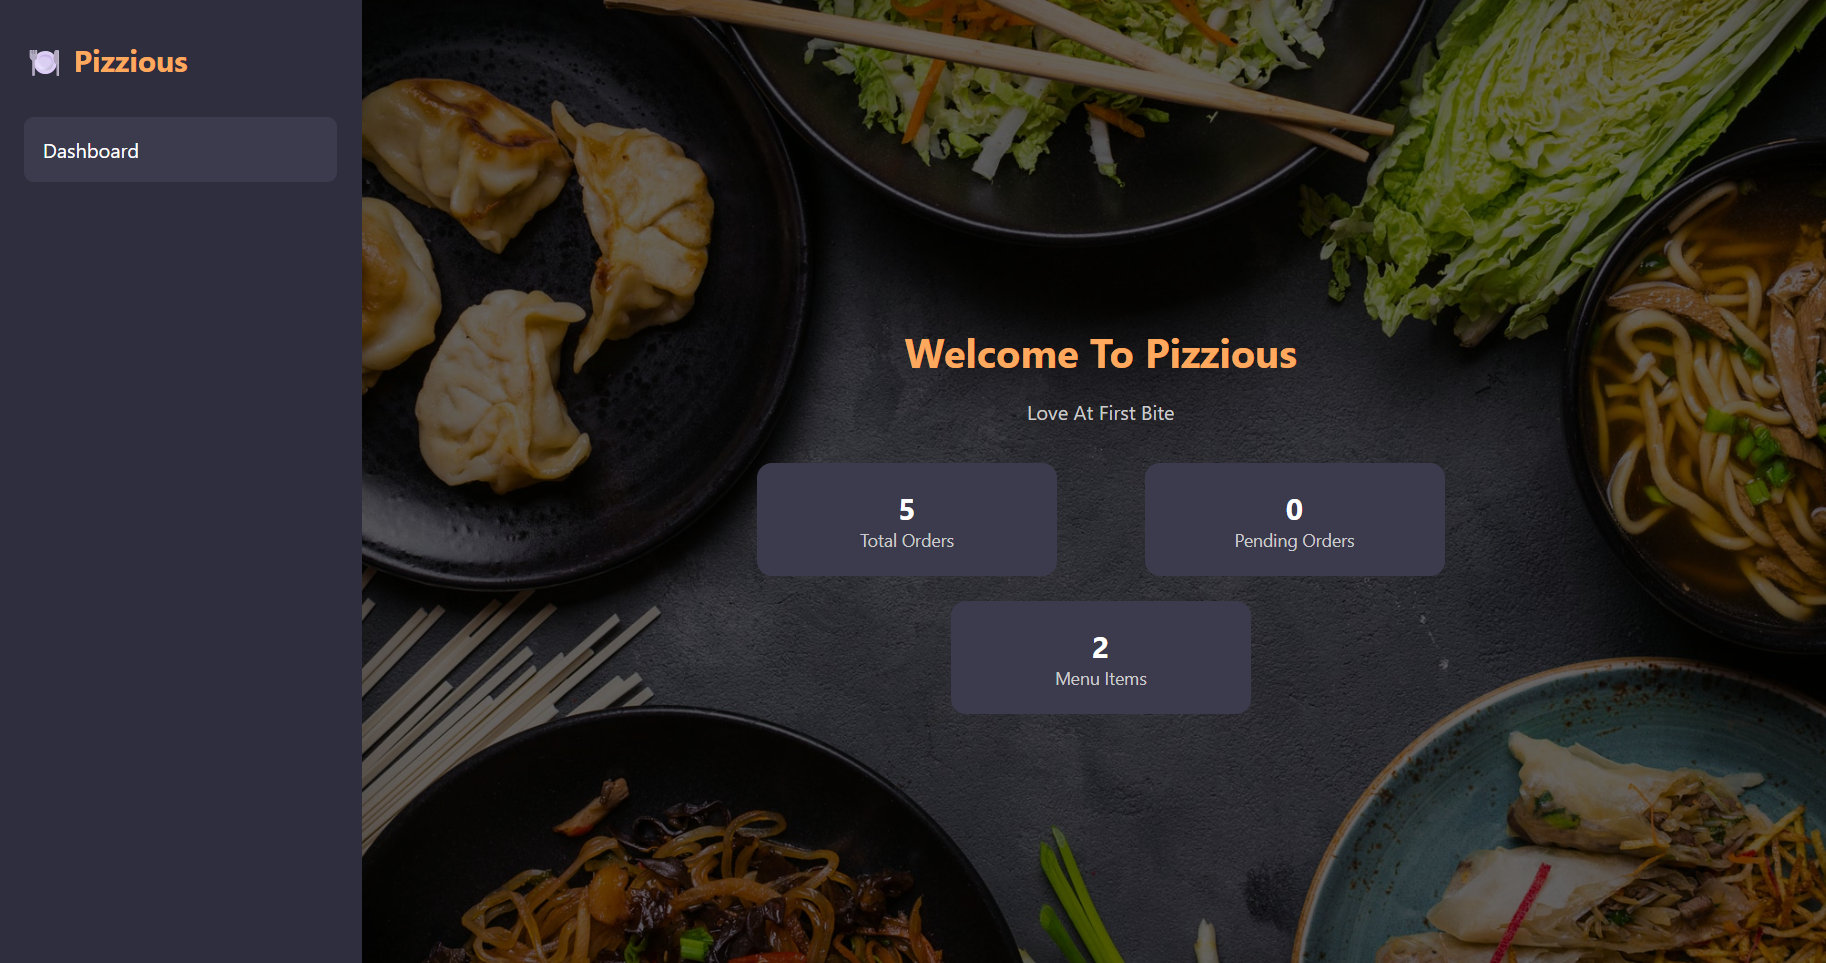 Pizzious
Dashboard
Welcome To Pizzious
Love At First Bite
5
Total Orders
0
Pending Orders
2
Menu Items